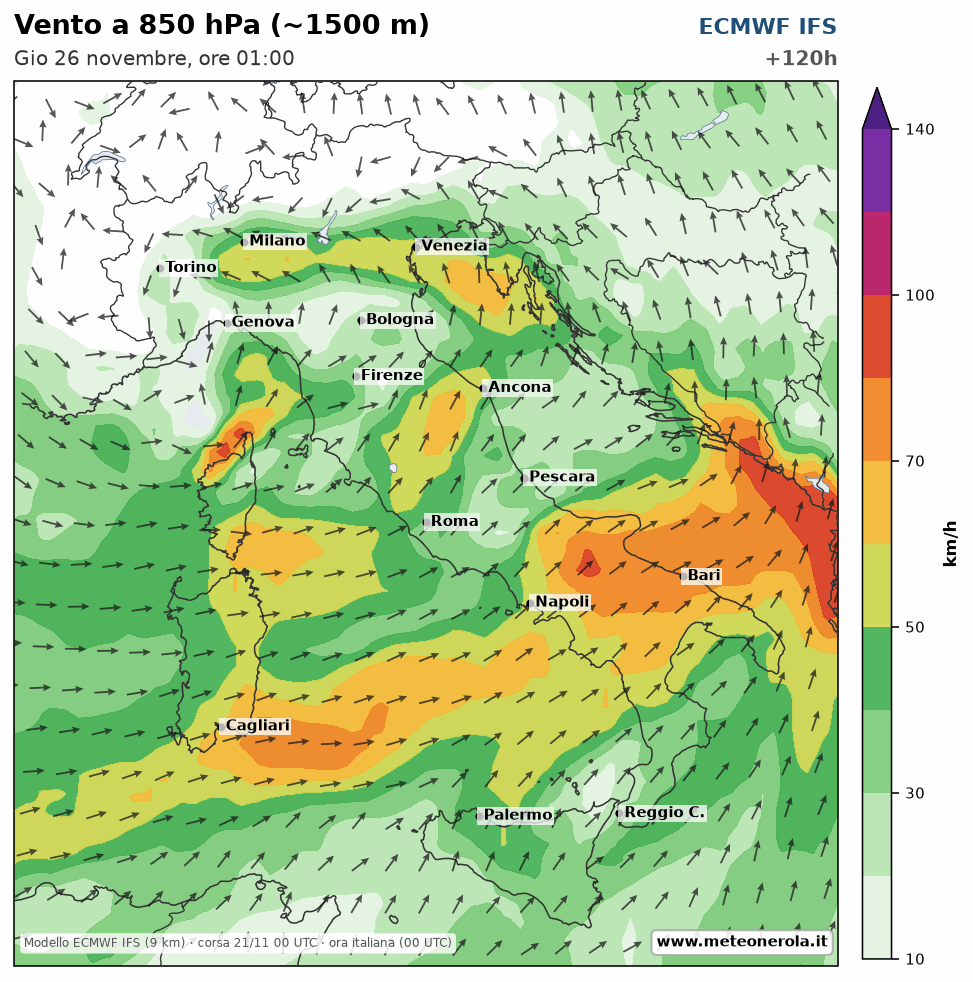 Vento a 850 hPa (~1500 m)
ECMWF IFS
Gio 26 novembre, ore 01:00
+120h
140
100
70
50
30
10
km/h
Milano
Venezia
Torino
Genova
Bologna
Firenze
Ancona
Pescara
Roma
Bari
Napoli
Cagliari
Palermo
Reggio C.
Modello ECMWF IFS (9 km) · corsa 21/11 00 UTC · ora italiana (00 UTC)
www.meteonerola.it